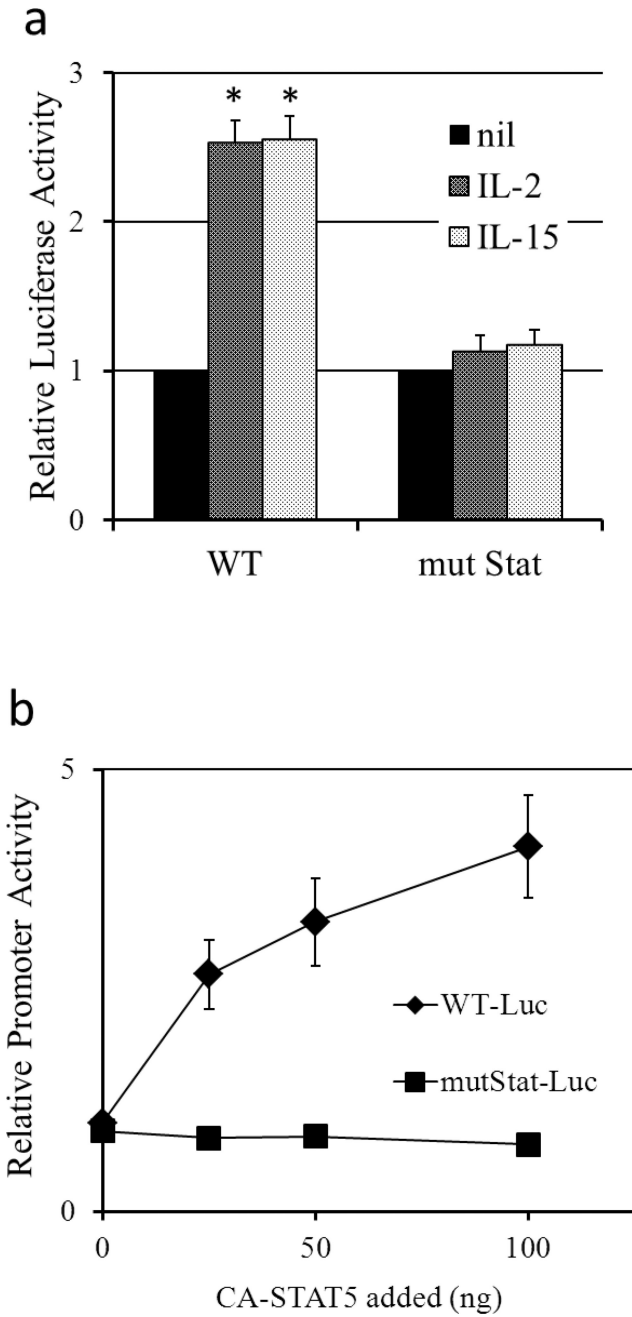 a
Relative Luciferase Activity
3
2
1
0
* *
nil
IL-2
IL-15
WT mut Stat
b
Relative Promoter Activity
5
0
WT-Luc
mutStat-Luc
0 50 100
CA-STAT5 added (ng)